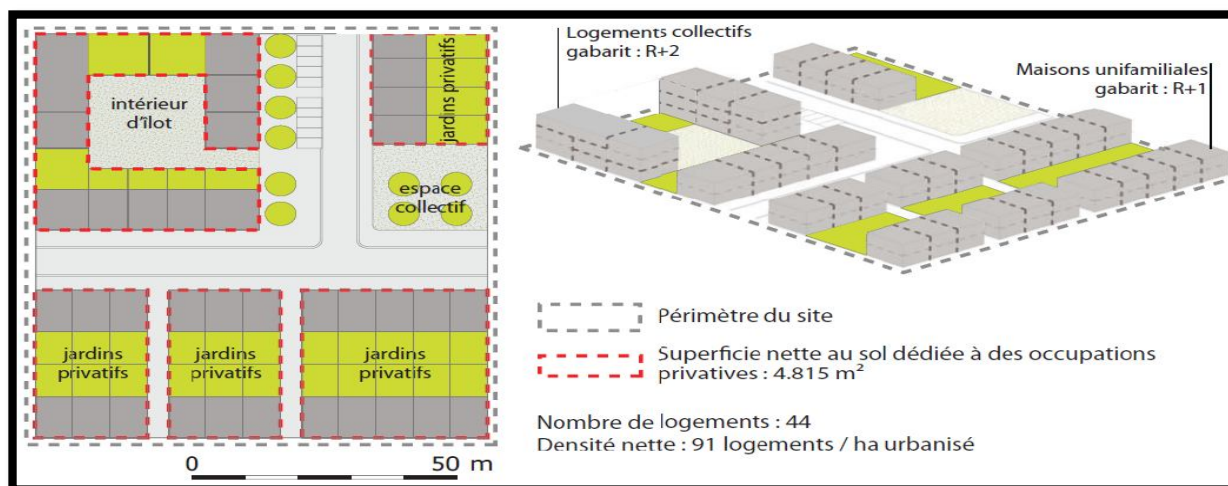 intérieur
d'îlot
jardins privatifs
espace
collectif
jardins
privatifs
jardins
privatifs
jardins
privatifs
0 50 m
Logements collectifs
gabarit : R+2
Maisons unifamiliales
gabarit : R+1
Périmètre du site
Superficie nette au sol dédiée à des occupations
privatives : 4.815 m²
Nombre de logements : 44
Densité nette : 91 logements / ha urbanisé